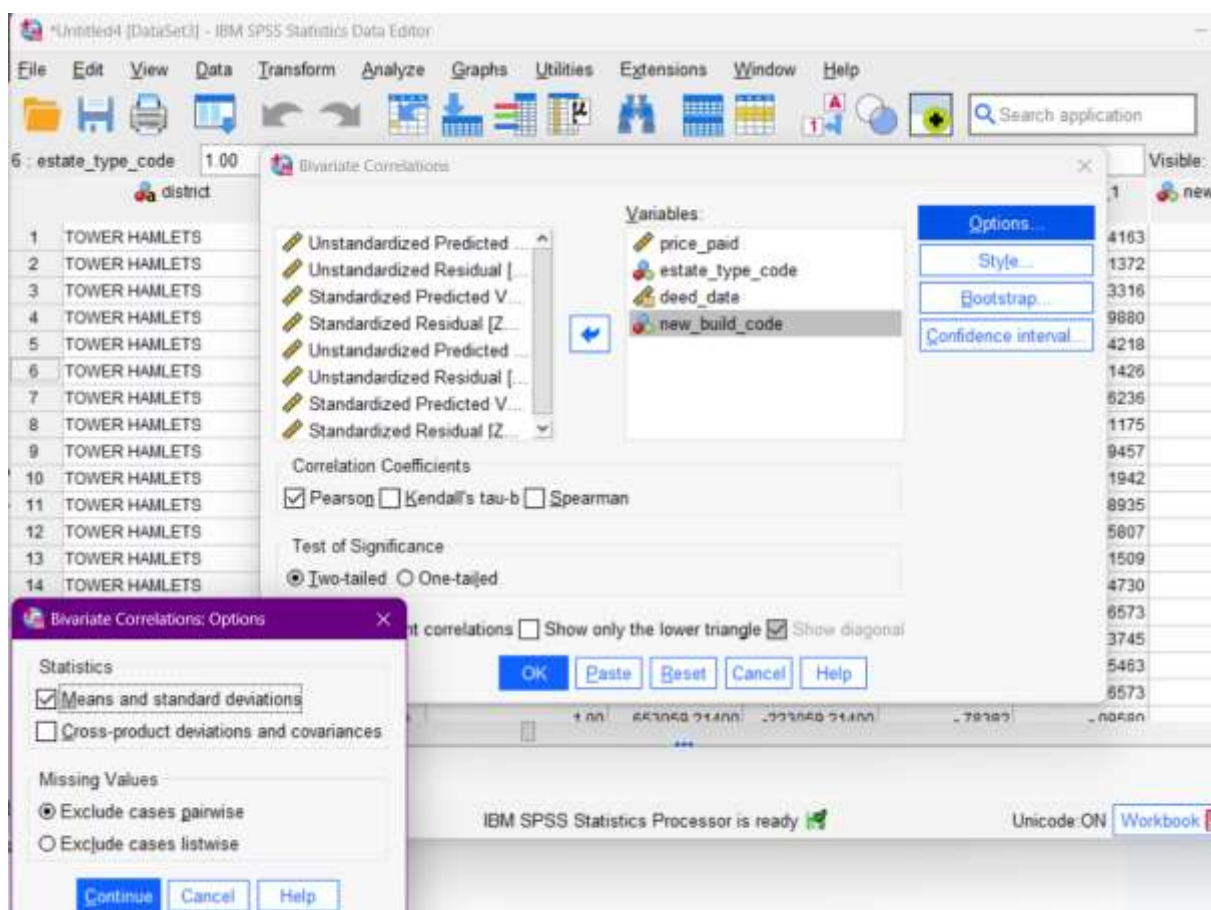 *Untitled4 [DataSet3] - IBM SPSS Statistics Data Editor
File Edit View Data Transform Analyze Graphs Utilities Extensions Window Help
Search application
6 : estate_type_code 1.00 Visible:
district
1 new
1 TOWER HAMLETS 4163
2 TOWER HAMLETS 1372
3 TOWER HAMLETS 3316
4 TOWER HAMLETS 9880
5 TOWER HAMLETS 4218
6 TOWER HAMLETS 1426
7 TOWER HAMLETS 6236
8 TOWER HAMLETS 1175
9 TOWER HAMLETS 9457
10 TOWER HAMLETS 1942
11 TOWER HAMLETS 8935
12 TOWER HAMLETS 5807
13 TOWER HAMLETS 1509
14 TOWER HAMLETS 4730
6573
3745
5463
6573
1.00 653059.21400 -223059.21400 -.78382 -.09580
Bivariate Correlations
Unstandardized Predicted ...
Unstandardized Residual [...
Standardized Predicted V...
Standardized Residual [Z...
Unstandardized Predicted ...
Unstandardized Residual [...
Standardized Predicted V...
Standardized Residual [Z...
Variables:
price_paid
estate_type_code
deed_date
new_build_code
Options...
Style...
Bootstrap...
Confidence interval...
Correlation Coefficients
Pearson Kendall's tau-b Spearman
Test of Significance
Two-tailed One-tailed
nt correlations Show only the lower triangle Show diagonal
OK Paste Reset Cancel Help
Bivariate Correlations: Options
Statistics
Means and standard deviations
Cross-product deviations and covariances
Missing Values
Exclude cases pairwise
Exclude cases listwise
Continue Cancel Help
IBM SPSS Statistics Processor is ready Unicode:ON Workbook